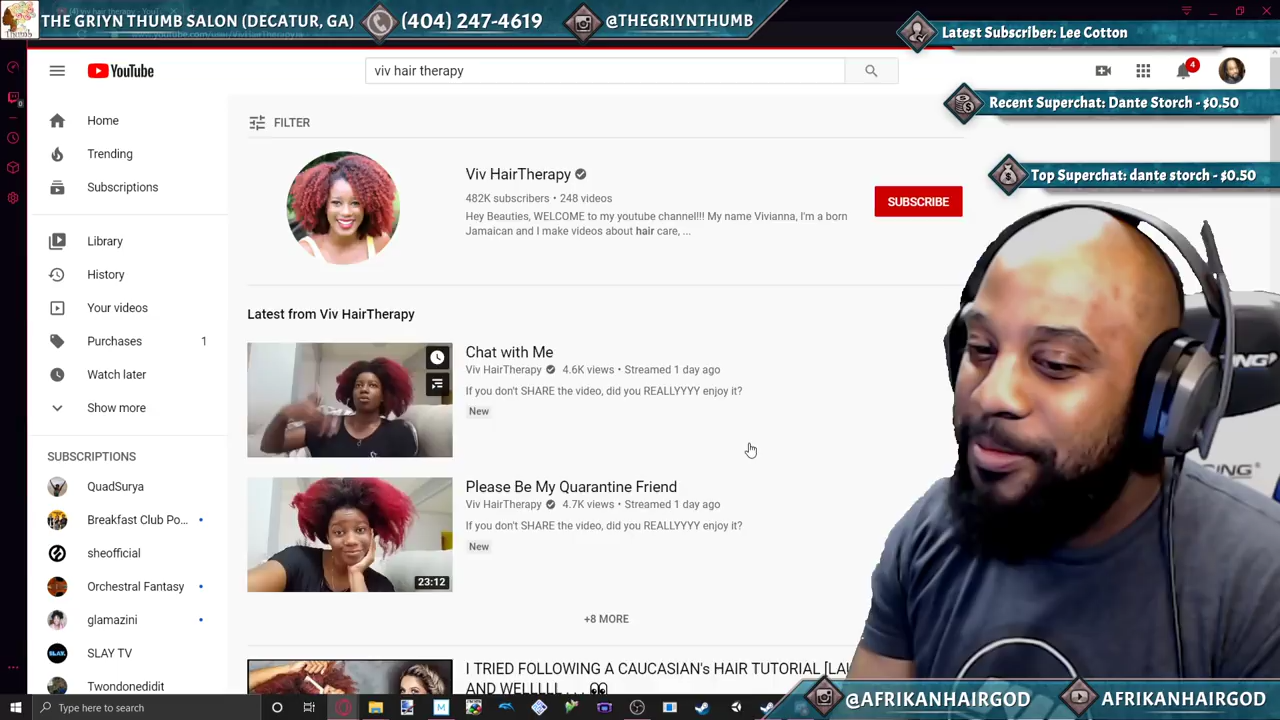 THE GRIYN THUMB SALON (DECATUR, GA)
(404) 247-4619
@THEGRIYNTHUMB
Latest Subscriber: Lee Cotton
Recent Superchat: Dante Storch - $0.50
Top Superchat: dante storch - $0.50
YouTube
viv hair therapy
4
Home
Trending
Subscriptions
Library
History
Your videos
Purchases 1
Watch later
Show more
SUBSCRIPTIONS
QuadSurya
Breakfast Club Po...
sheofficial
Orchestral Fantasy
glamazini
SLAY TV
Twondonedidit
FILTER
Viv HairTherapy
482K subscribers • 248 videos
Hey Beauties, WELCOME to my youtube channel!!! My name Vivianna, I'm a born
Jamaican and I make videos about hair care, ...
SUBSCRIBE
Latest from Viv HairTherapy
Chat with Me
Viv HairTherapy 4.6K views • Streamed 1 day ago
If you don't SHARE the video, did you REALLYYYY enjoy it?
New
Please Be My Quarantine Friend
Viv HairTherapy 4.7K views • Streamed 1 day ago
If you don't SHARE the video, did you REALLYYYY enjoy it?
New
23:12
+8 MORE
I TRIED FOLLOWING A CAUCASIAN's HAIR TUTORIAL
AND WELLLLL...
Type here to search
@AFRIKANHAIRGOD
AFRIKANHAIRGOD